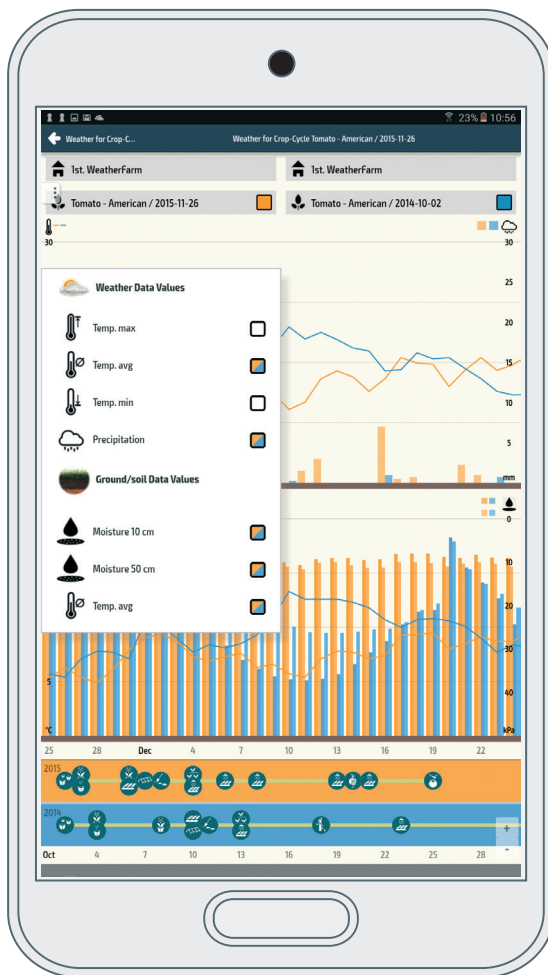 23% 10:56
Weather for Crop-C... Weather for Crop-Cycle Tomato - American / 2015-11-26
1st. WeatherFarm 1st. WeatherFarm
Tomato - American / 2015-11-26 Tomato - American / 2014-10-02
30 30
25
20
15
10
5
mm
Weather Data Values
Temp. max
Temp. avg
Temp. min
Precipitation
Ground/soil Data Values
Moisture 10 cm
Moisture 50 cm
Temp. avg
0
10
20
30
5 40
°C kPa
25 28 Dec 4 7 10 13 16 19 22
2015
2014
+
-
Oct 4 7 10 13 16 19 22 25 28